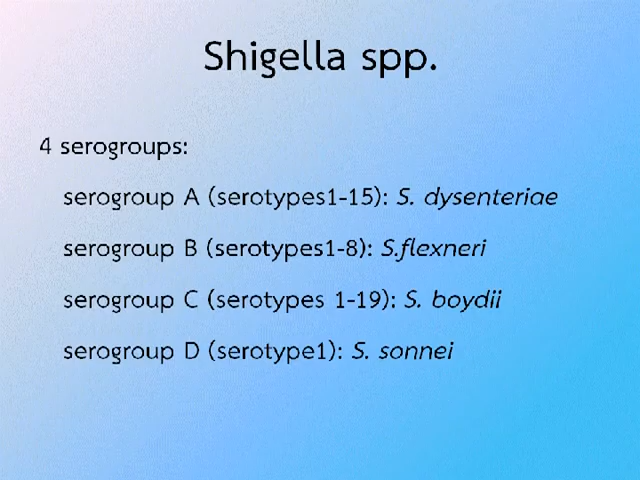 Shigella spp.
4 serogroups:
serogroup A (serotypes1-15): S. dysenteriae
serogroup B (serotypes1-8): S.flexneri
serogroup C (serotypes 1-19): S. boydii
serogroup D (serotype1): S. sonnei